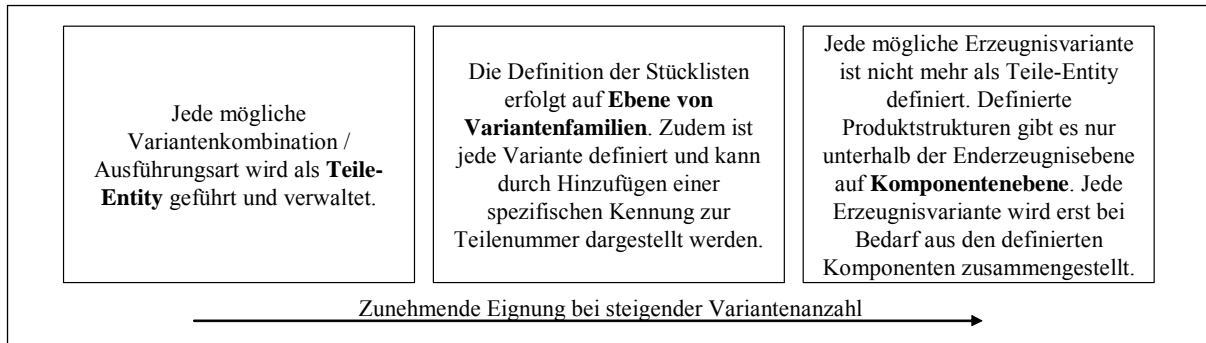 Jede mögliche
Variantenkombination /
Ausführungsart wird als Teile-
Entity geführt und verwaltet.
Die Definition der Stücklisten
erfolgt auf Ebene von
Variantenfamilien. Zudem ist
jede Variante definiert und kann
durch Hinzufügen einer
spezifischen Kennung zur
Teilenummer dargestellt werden.
Jede mögliche Erzeugnisvariante
ist nicht mehr als Teile-Entity
definiert. Definierte
Produktstrukturen gibt es nur
unterhalb der Enderzeugnisebene
auf Komponentenebene. Jede
Erzeugnisvariante wird erst bei
Bedarf aus den definierten
Komponenten zusammengestellt.
Zunehmende Eignung bei steigender Variantenanzahl